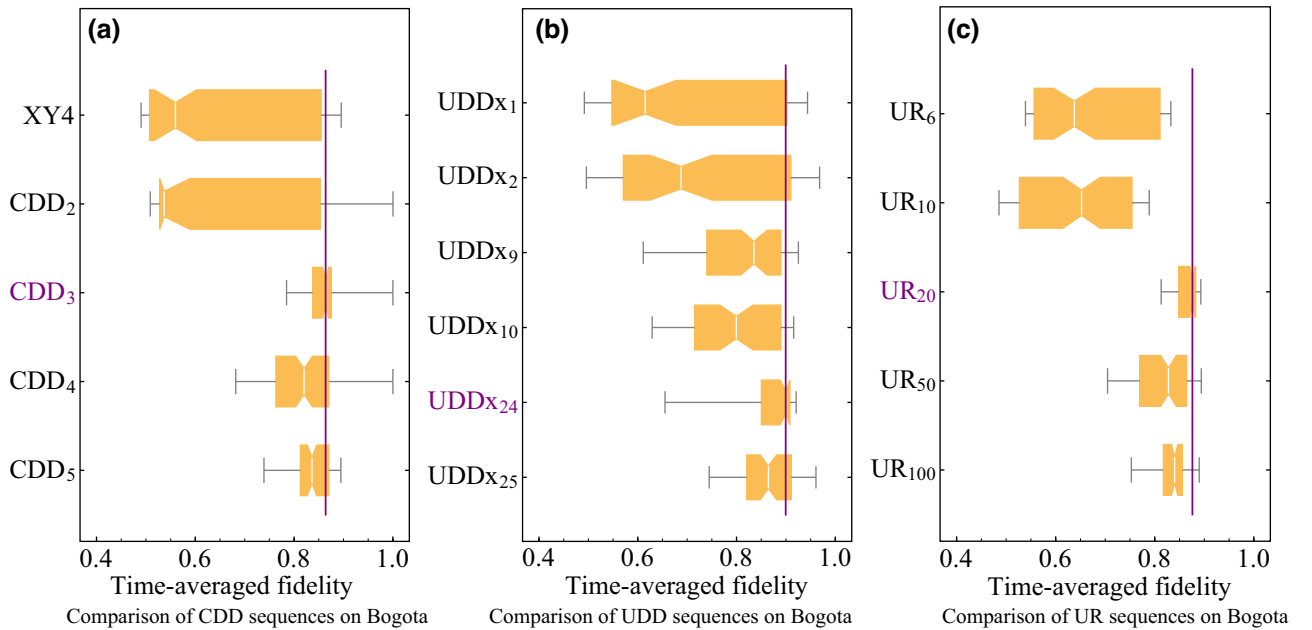 (a)
XY4
CDD₂
CDD₃
CDD₄
CDD₅
0.4 0.6 0.8 1.0
Time-averaged fidelity
Comparison of CDD sequences on Bogota
(b)
UDDx₁
UDDx₂
UDDx₉
UDDx₁₀
UDDx₂₄
UDDx₂₅
0.4 0.6 0.8 1.0
Time-averaged fidelity
Comparison of UDD sequences on Bogota
(c)
UR₆
UR₁₀
UR₂₀
UR₅₀
UR₁₀₀
0.4 0.6 0.8 1.0
Time-averaged fidelity
Comparison of UR sequences on Bogota